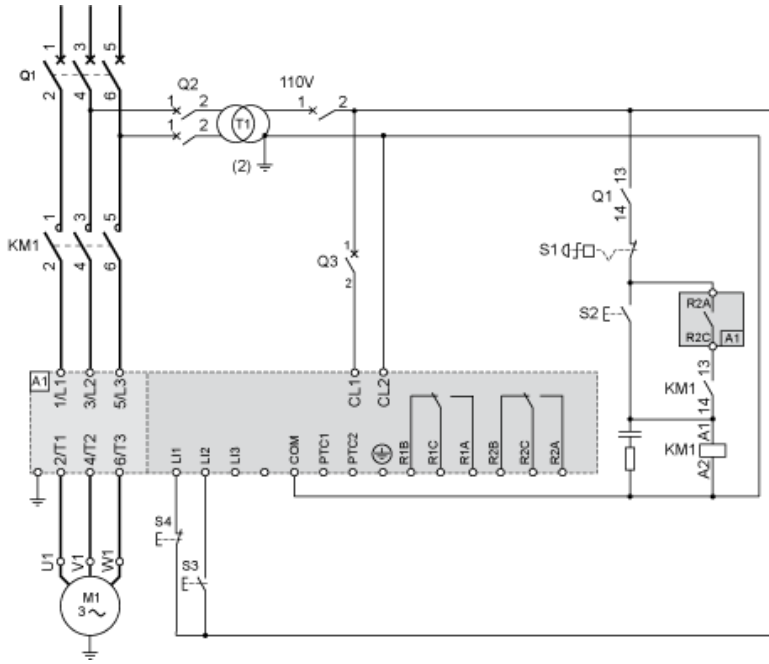 1 3 5
Q1
2 4 6
Q2
1 2
1 2
T1
(2)
110V
1 2
13
Q1
14
S1
1 3 5
KM1
2 4 6
1
Q3
2
S2
R2A
R2C A1
13
KM1
14
A1
KM1
A2
A1
1/L1 3/L2 5/L3 CL1 CL2
2/T1 4/T2 6/T3 LI1 LI2 LI3 COM PTC1 PTC2 R1B R1C R1A R2B R2C R2A
S4
S3
U1 V1 W1
M1
3 ~